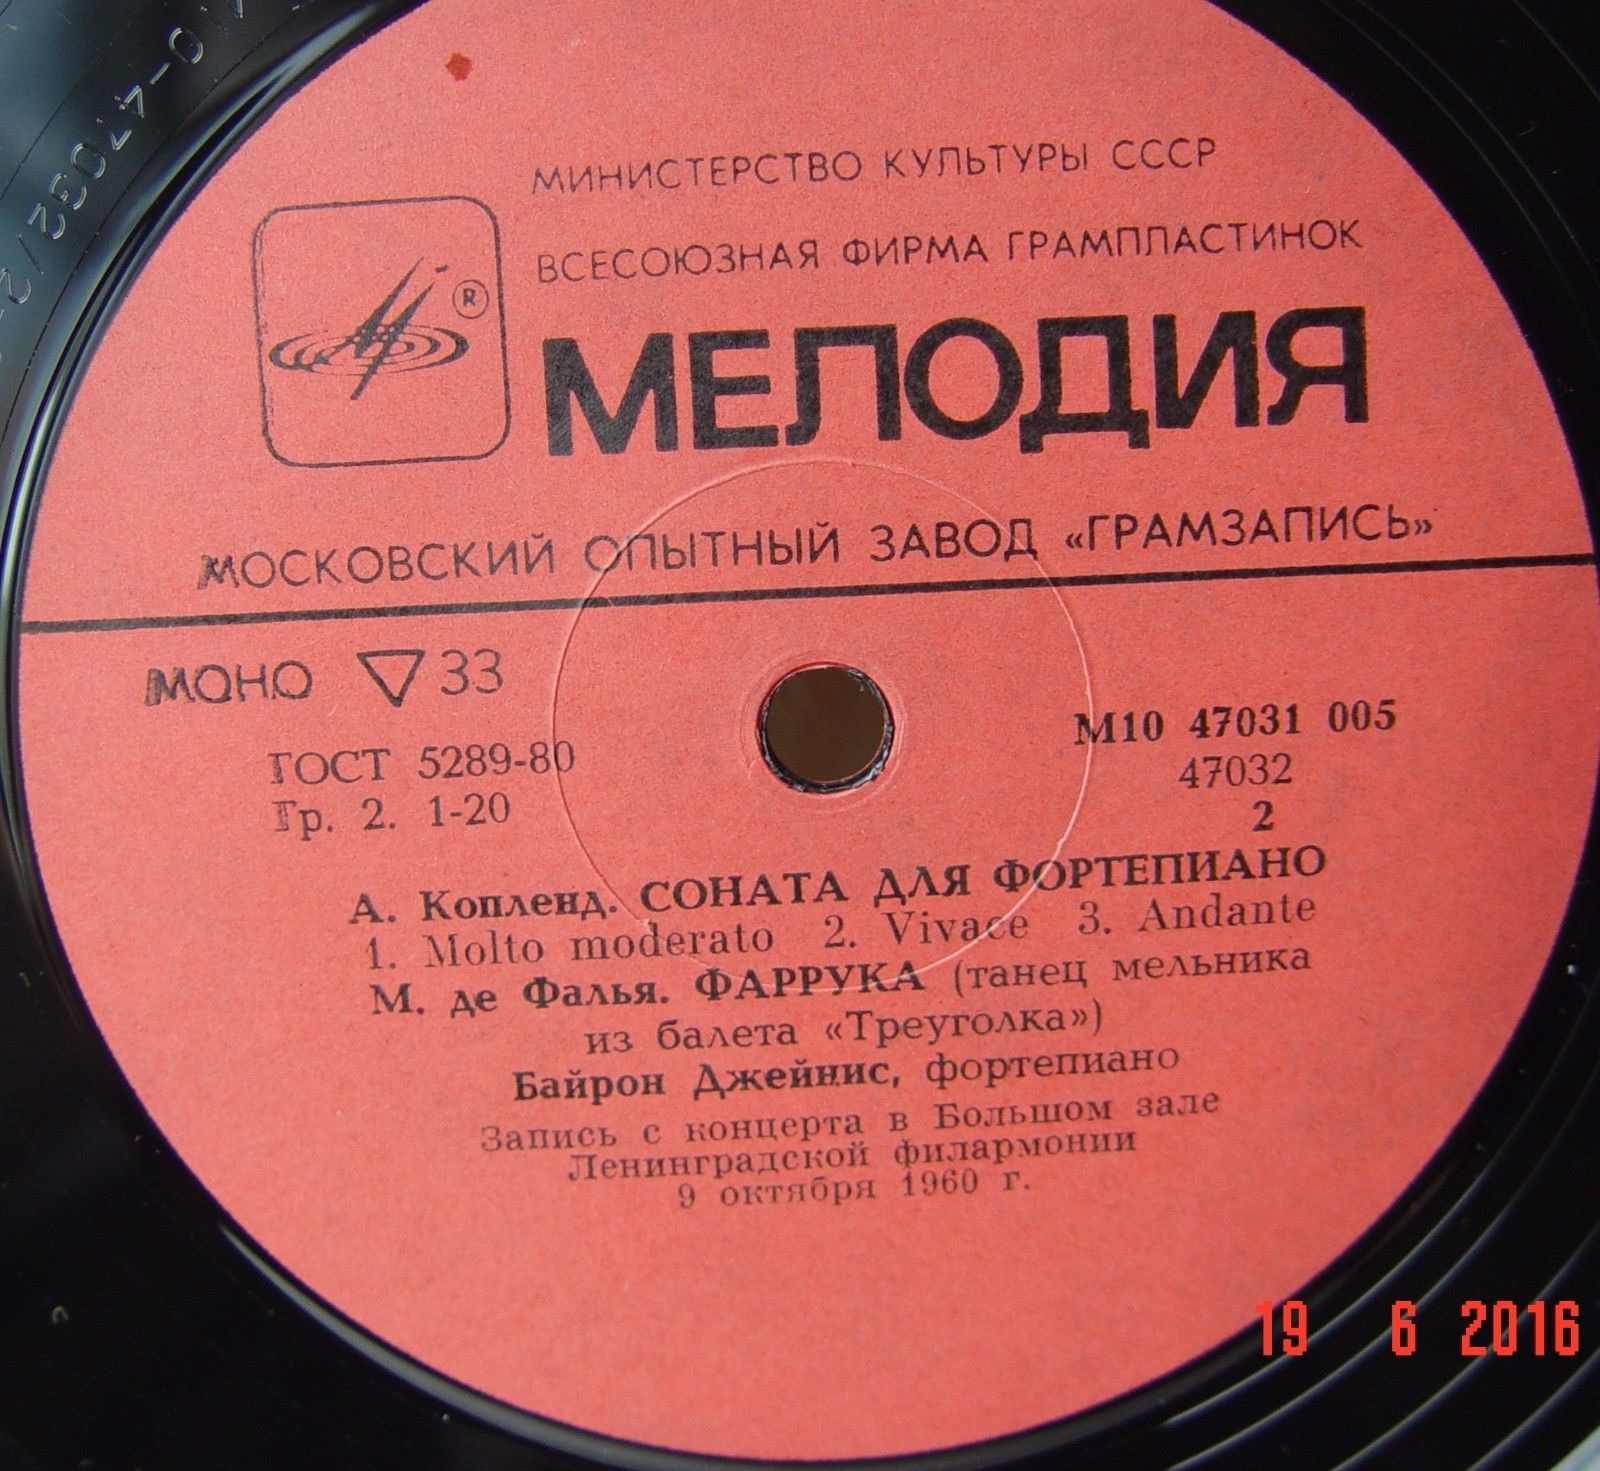 МИНИСТЕРСТВО КУЛЬТУРЫ СССР
ВСЕСОЮЗНАЯ ФИРМА ГРАМПЛАСТИНОК
®
МЕЛОДИЯ
МОСКОВСКИЙ ОПЫТНЫЙ ЗАВОД «ГРАМЗАПИСЬ»
МОНО ▽ 33
ГОСТ 5289-80
Гр. 2. 1-20
М10 47031 005
47032
2
А. Копленд. СОНАТА ДЛЯ ФОРТЕПИАНО
1. Molto moderato 2. Vivace 3. Andante
М. де Фалья. ФАРРУКА (танец мельника
из балета «Треуголка»)
Байрон Джейнис, фортепиано
Запись с концерта в Большом зале
Ленинградской филармонии
9 октября 1960 г.
19 6 2016